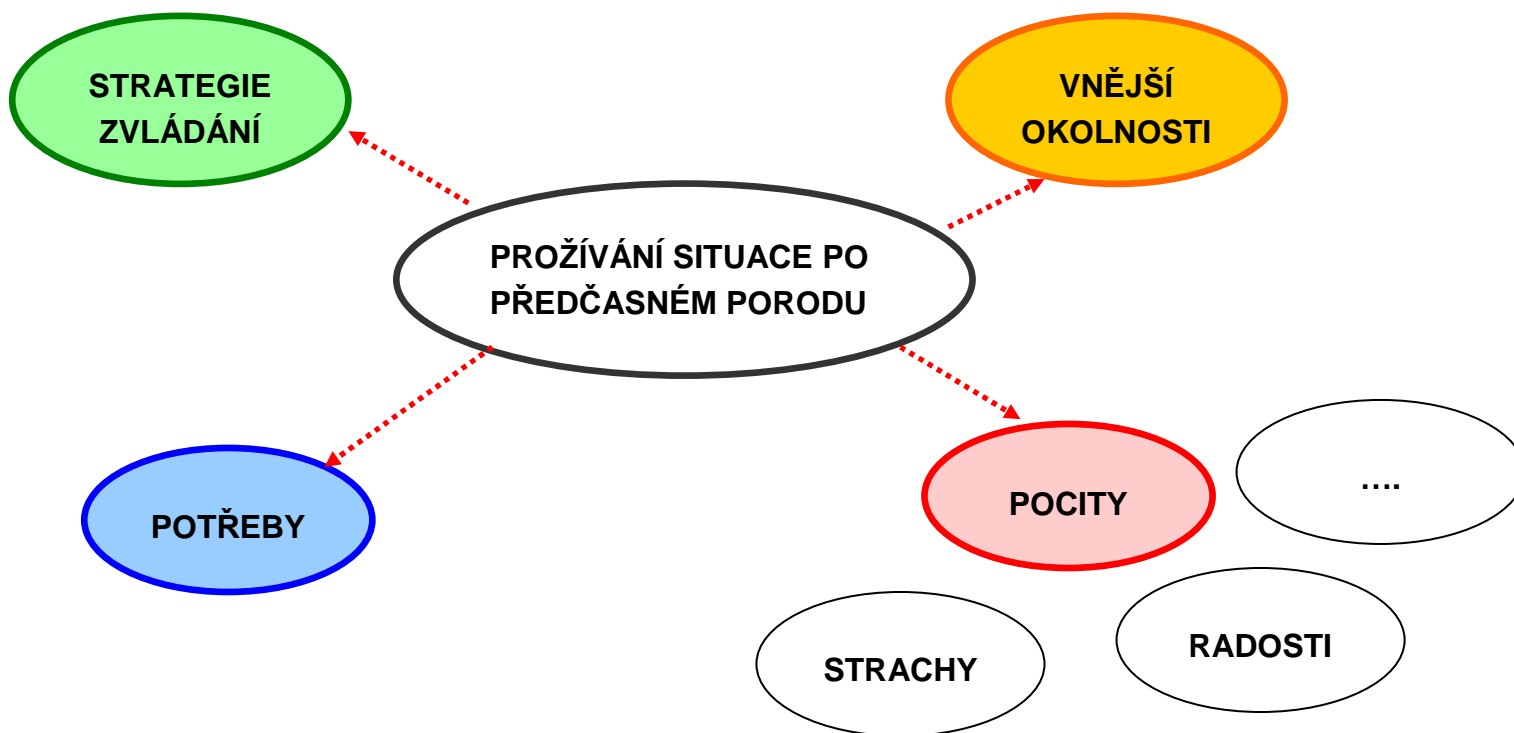 STRATEGIE
ZVLÁDÁNÍ
VNĚJŠÍ
OKOLNOSTI
PROŽÍVÁNÍ SITUACE PO
PŘEDČASNÉM PORODU
POTŘEBY
POCITY
....
STRACHY
RADOSTI